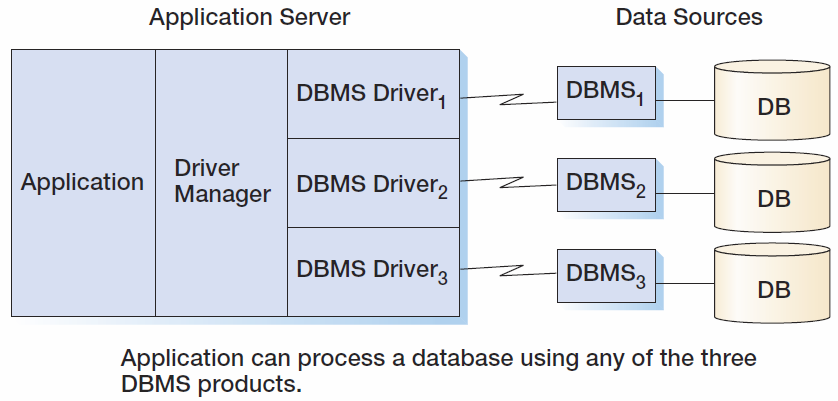 Application Server
Data Sources
Application
Driver
Manager
DBMS Driver₁
DBMS Driver₂
DBMS Driver₃
DBMS₁
DB
DBMS₂
DB
DBMS₃
DB
Application can process a database using any of the three
DBMS products.